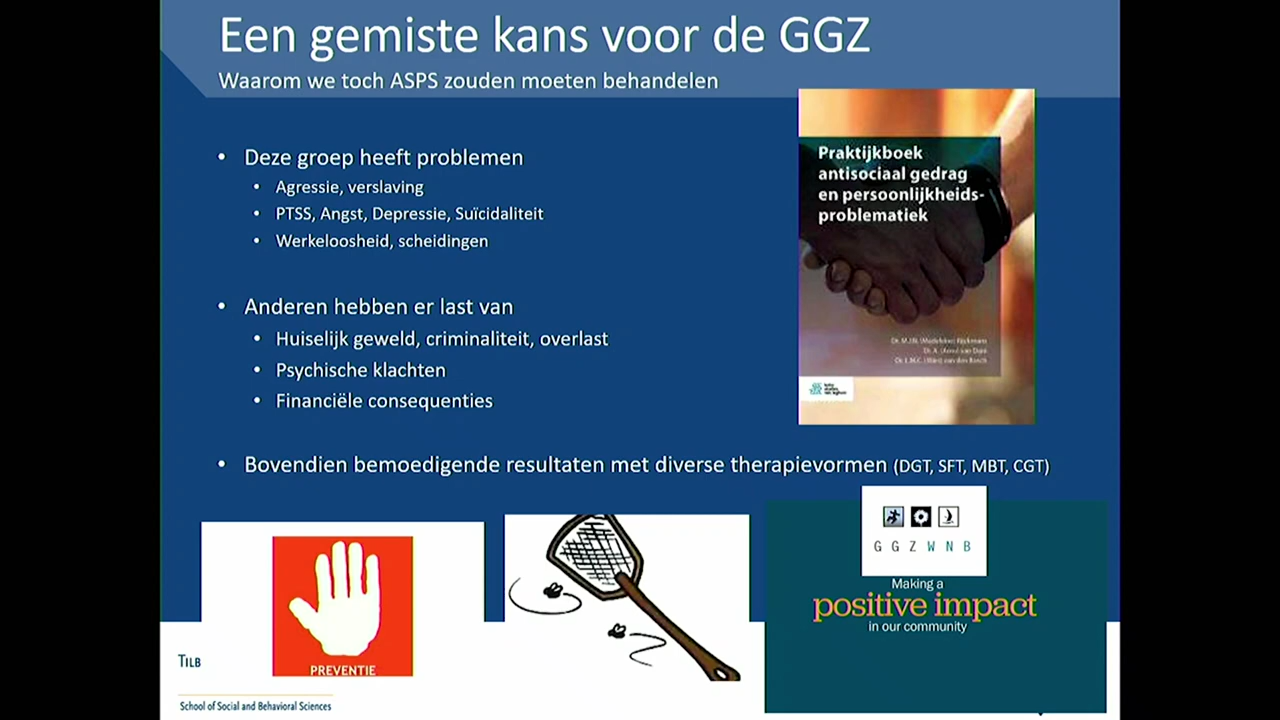 Een gemiste kans voor de GGZ
Waarom we toch ASPS zouden moeten behandelen
• Deze groep heeft problemen
• Agressie, verslaving
• PTSS, Angst, Depressie, Suïcidaliteit
• Werkeloosheid, scheidingen
• Anderen hebben er last van
• Huiselijk geweld, criminaliteit, overlast
• Psychische klachten
• Financiële consequenties
• Bovendien bemoedigende resultaten met diverse therapievormen (DGT, SFT, MBT, CGT)
Praktijkboek
antisociaal gedrag
en persoonlijkheids-
problematiek
PREVENTIE
GGZ WNB
Making a
positive impact
in our community
TILB
School of Social and Behavioral Sciences